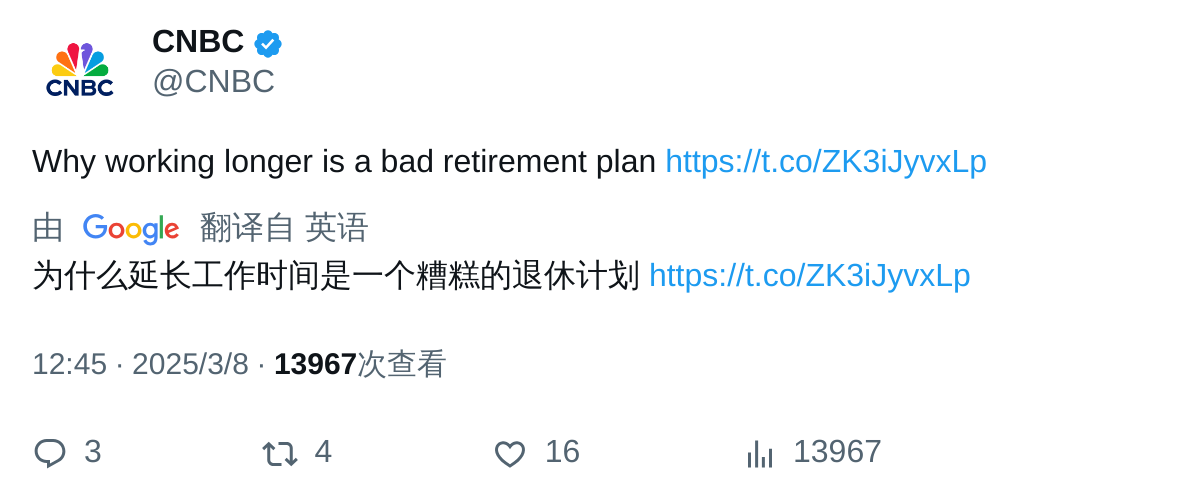 CNBC
CNBC
@CNBC
Why working longer is a bad retirement plan https://t.co/ZK3iJyvxLp
由 Google 翻译自 英语
为什么延长工作时间是一个糟糕的退休计划 https://t.co/ZK3iJyvxLp
12:45 · 2025/3/8 · 13967次查看
3 4 16 13967